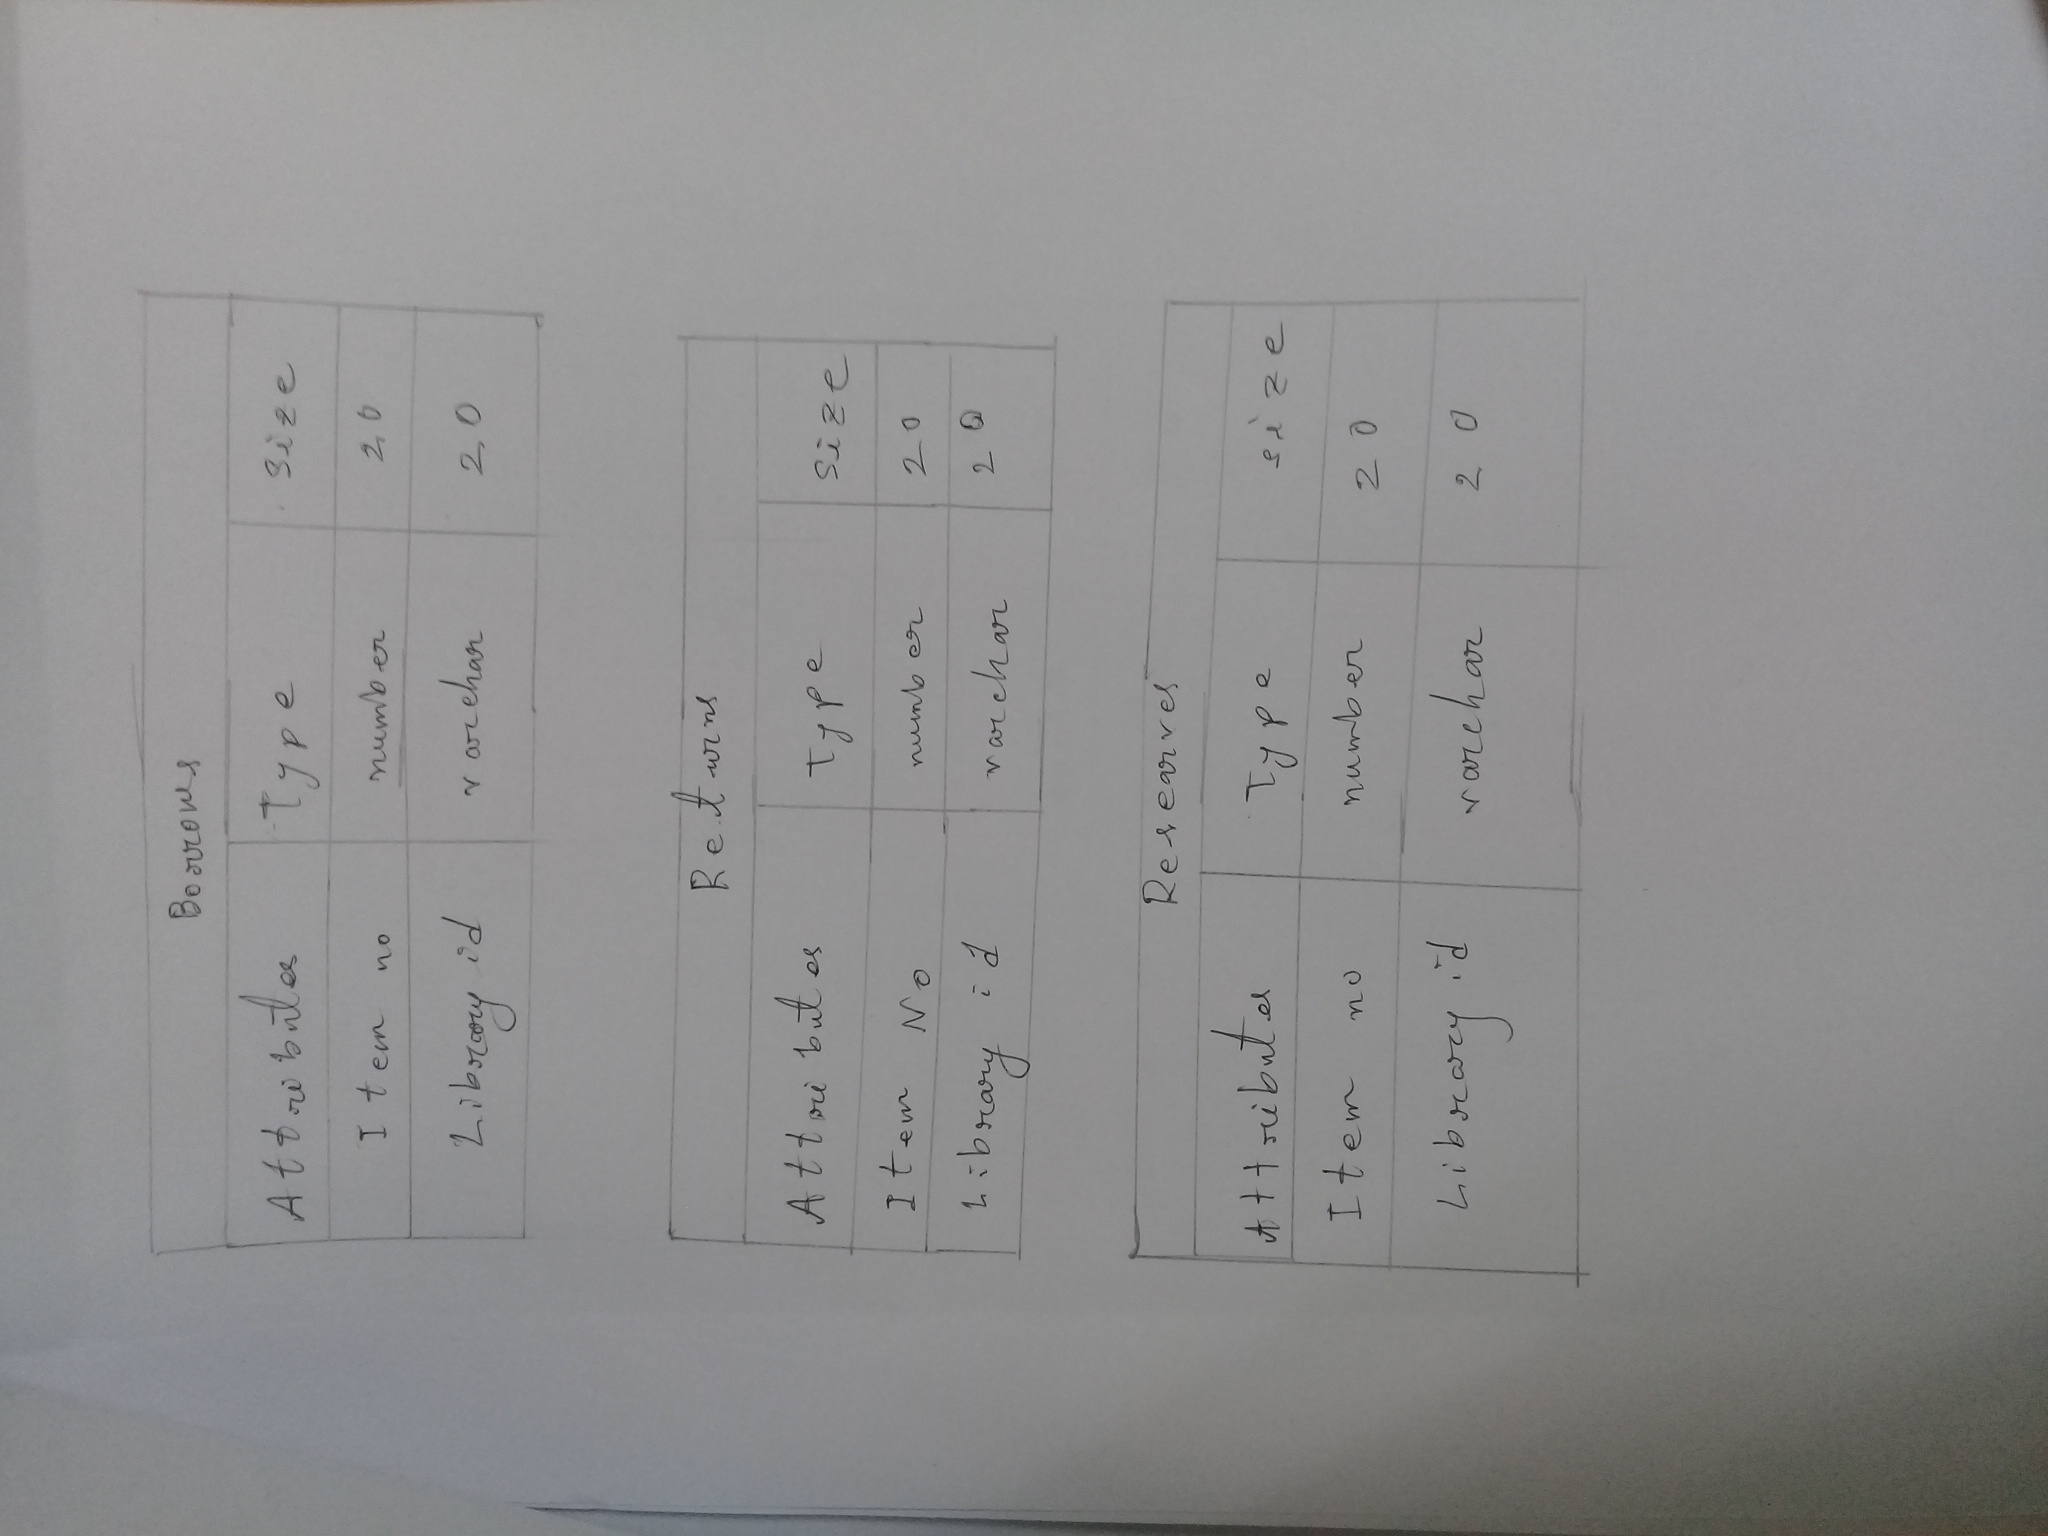 Borrows
Attributes Type Size
Item no number 20
Library id varchar 20
Returns
Attributes Type Size
Item No number 20
Library id varchar 20
Reserves
Attributes Type size
Item no number 20
Library id varchar 20